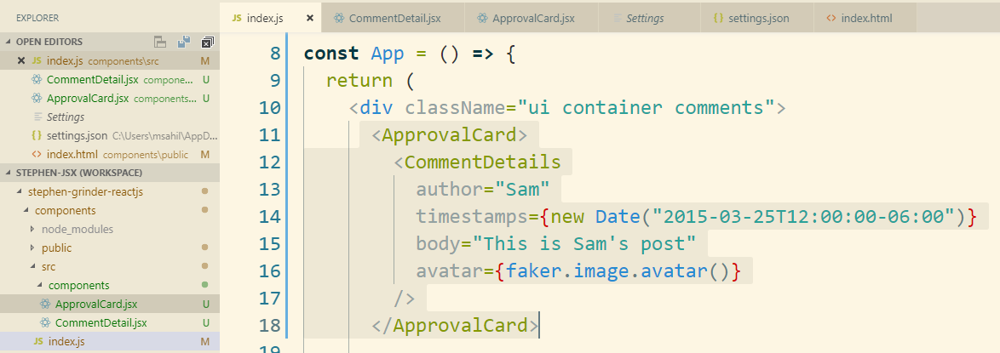 EXPLORER
OPEN EDITORS
index.js components\src M
CommentDetail.jsx compone... U
ApprovalCard.jsx components... U
Settings
settings.json C:\Users\msahil\AppD...
index.html components\public M
STEPHEN-JSX (WORKSPACE)
stephen-grinder-reactjs
components
node_modules
public
src
components
ApprovalCard.jsx U
CommentDetail.jsx U
JS index.js M
JS index.js × CommentDetail.jsx ApprovalCard.jsx Settings {} settings.json <> index.html
8 const App = () => {
9 return (
10 <div className="ui container comments">
11 <ApprovalCard>
12 <CommentDetails
13 author="Sam"
14 timestamps={new Date("2015-03-25T12:00:00-06:00")}
15 body="This is Sam's post"
16 avatar={faker.image.avatar()}
17 />
18 </ApprovalCard>
19